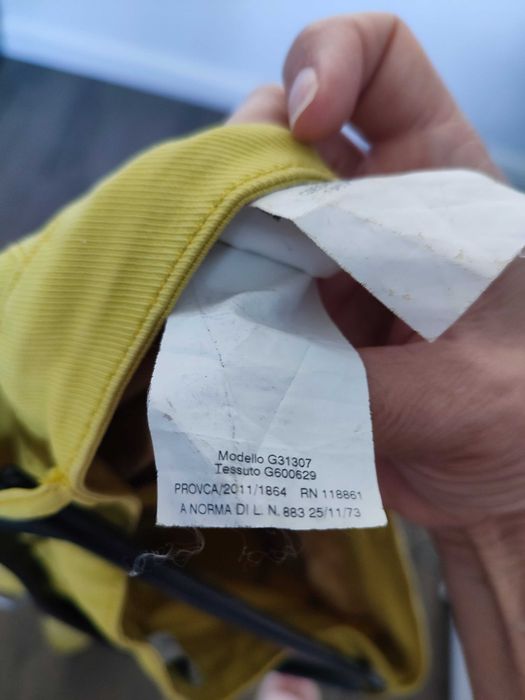 Modello G31307
Tessuto G600629
PROVCA/2011/1864 RN 118861
A NORMA DI L. N. 883 25/11/73